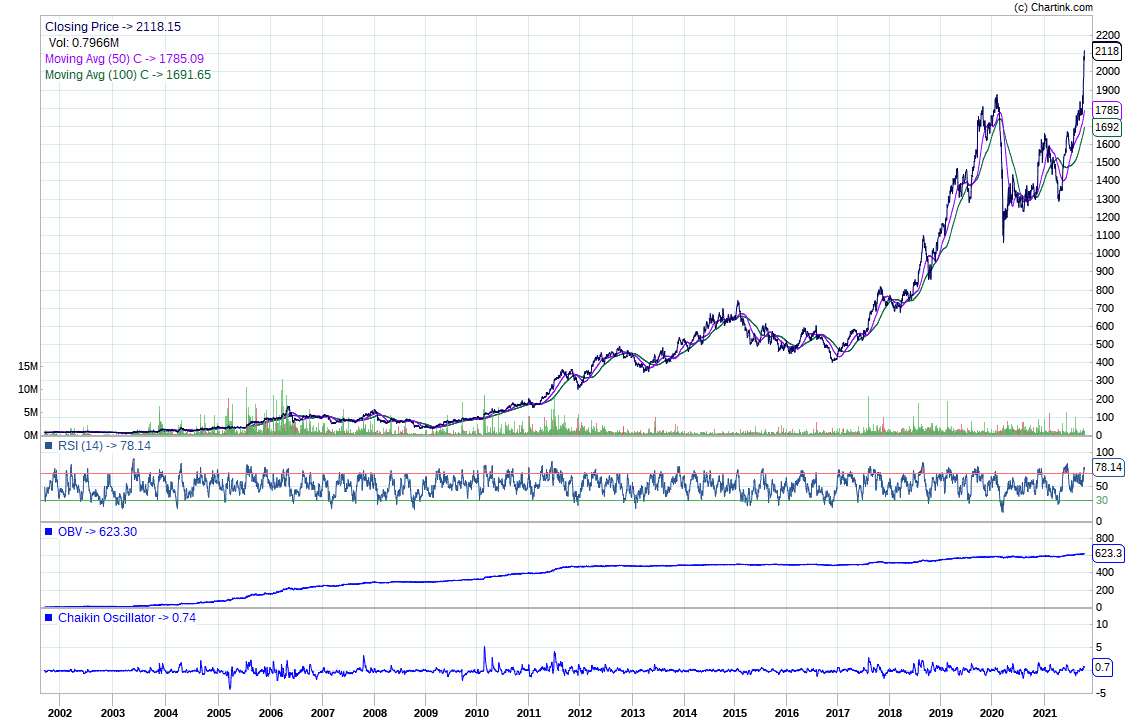 (c) Chartink.com
Closing Price -> 2118.15
Vol: 0.7966M
Moving Avg (50) C -> 1785.09
Moving Avg (100) C -> 1691.65
2200
2118
2000
1900
1785
1692
1600
1500
1400
1300
1200
1100
1000
900
800
700
600
500
400
300
200
100
0
15M
10M
5M
0M
RSI (14) -> 78.14
100
78.14
50
30
0
OBV -> 623.30
800
623.3
400
200
0
Chaikin Oscillator -> 0.74
10
5
0.7
-5
2002 2003 2004 2005 2006 2007 2008 2009 2010 2011 2012 2013 2014 2015 2016 2017 2018 2019 2020 2021